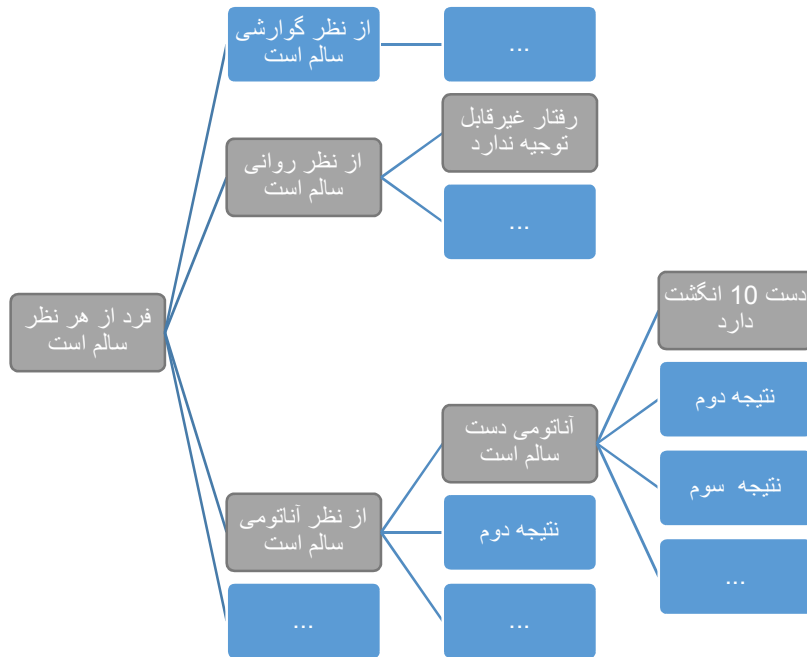 از نظر گوارشی
سالم است
...
رفتار غیرقابل
توجیه ندارد
از نظر روانی
سالم است
...
دست 10 انگشت
دارد
فرد از هر نظر
سالم است
نتیجه دوم
آناتومی دست
سالم است
نتیجه  سوم
از نظر آناتومی
سالم است
نتیجه دوم
...
...
...